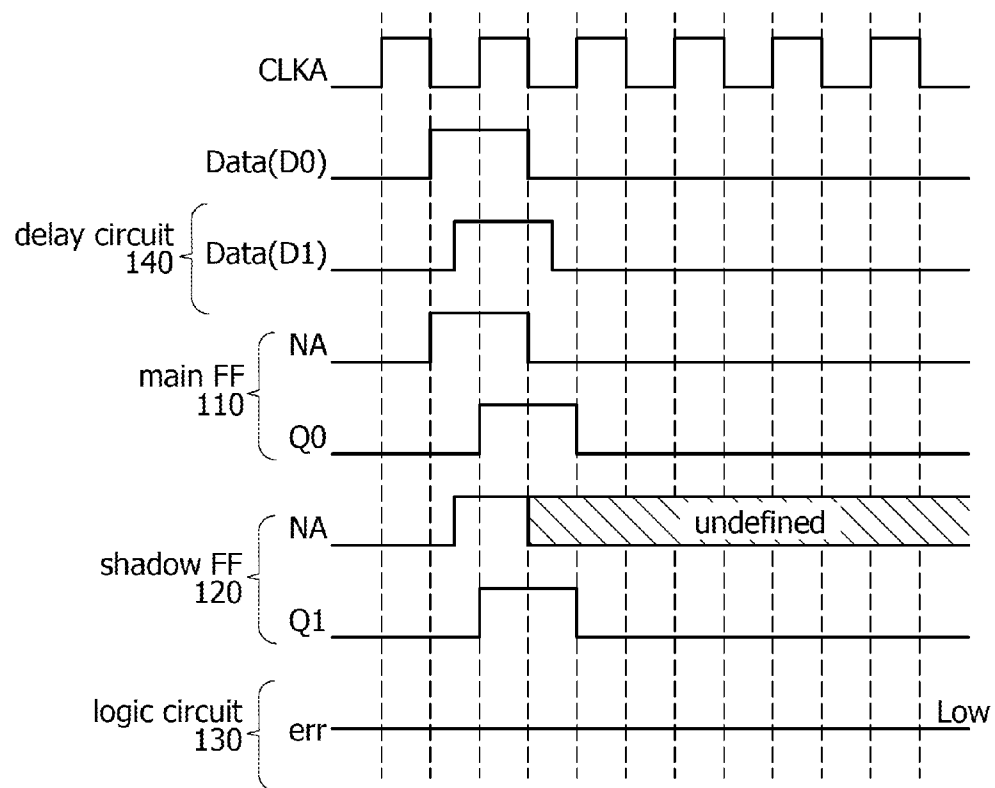 CLKA
Data(D0)
delay circuit
140
Data(D1)
main FF
110
NA
Q0
shadow FF
120
NA
undefined
Q1
logic circuit
130
err
Low